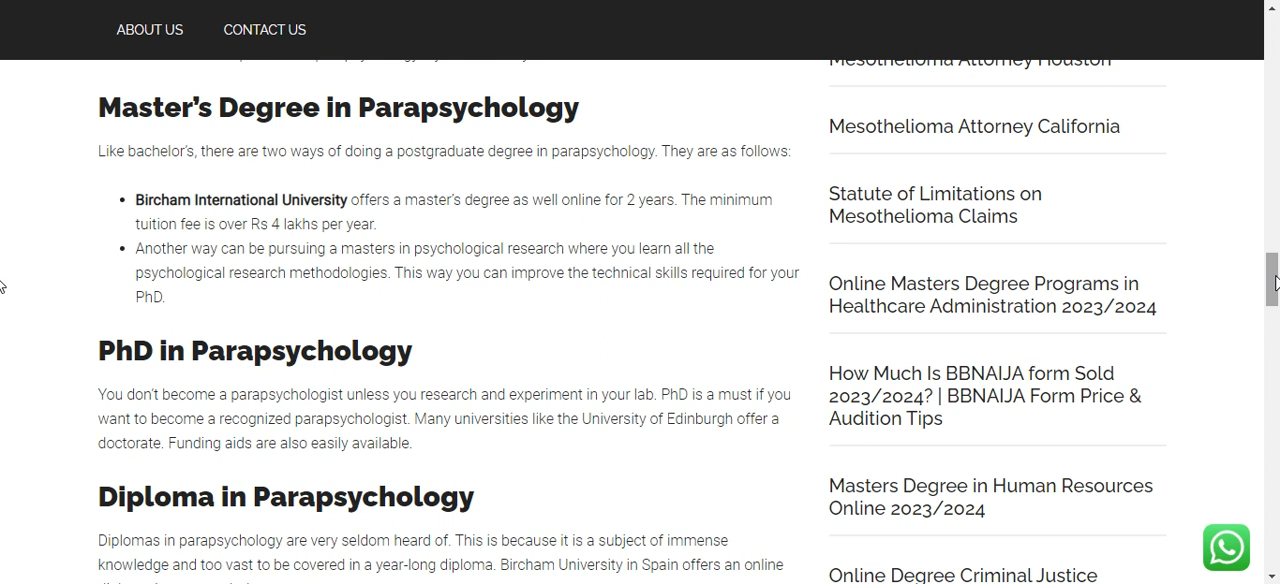 ABOUT US
CONTACT US
Mesothelioma Attorney Houston
Master's Degree in Parapsychology
Like bachelor's, there are two ways of doing a postgraduate degree in parapsychology. They are as follows:
• Bircham International University offers a master's degree as well online for 2 years. The minimum
tuition fee is over Rs 4 lakhs per year.
• Another way can be pursuing a masters in psychological research where you learn all the
psychological research methodologies. This way you can improve the technical skills required for your
PhD.
PhD in Parapsychology
You don't become a parapsychologist unless you research and experiment in your lab. PhD is a must if you
want to become a recognized parapsychologist. Many universities like the University of Edinburgh offer a
doctorate. Funding aids are also easily available.
Diploma in Parapsychology
Diplomas in parapsychology are very seldom heard of. This is because it is a subject of immense
knowledge and too vast to be covered in a year-long diploma. Bircham University in Spain offers an online
Mesothelioma Attorney California
Statute of Limitations on
Mesothelioma Claims
Online Masters Degree Programs in
Healthcare Administration 2023/2024
How Much Is BBNAIJA form Sold
2023/2024? | BBNAIJA Form Price &
Audition Tips
Masters Degree in Human Resources
Online 2023/2024
Online Degree Criminal Justice